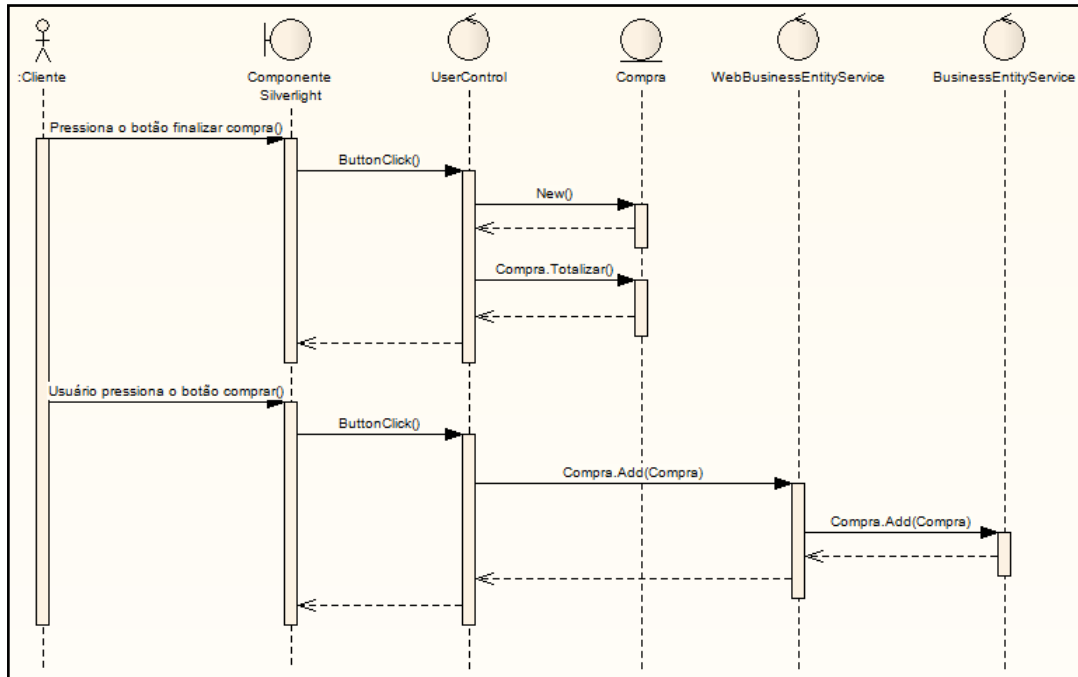 :Cliente
Componente
Silverlight
UserControl
Compra
WebBusinessEntityService
BusinessEntityService
Pressiona o botão finalizar compra()
ButtonClick()
New()
Compra.Totalizar()
Usuário pressiona o botão comprar()
ButtonClick()
Compra.Add(Compra)
Compra.Add(Compra)